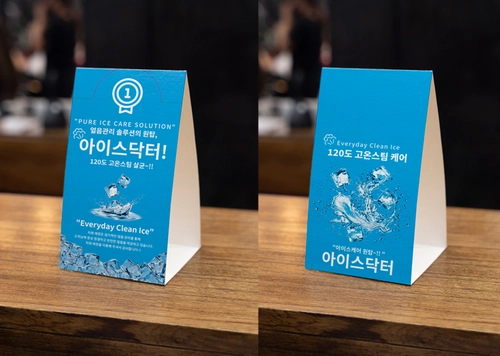 1
"PURE ICE CARE SOLUTION"
얼음관리 솔루션의 원탑,
아이스닥터!
120도 고온스팀 살균~!!
"Everyday Clean Ice"
Everyday Clean Ice
120도 고온스팀 케어
"아이스케어 원탑~!!"
아이스닥터